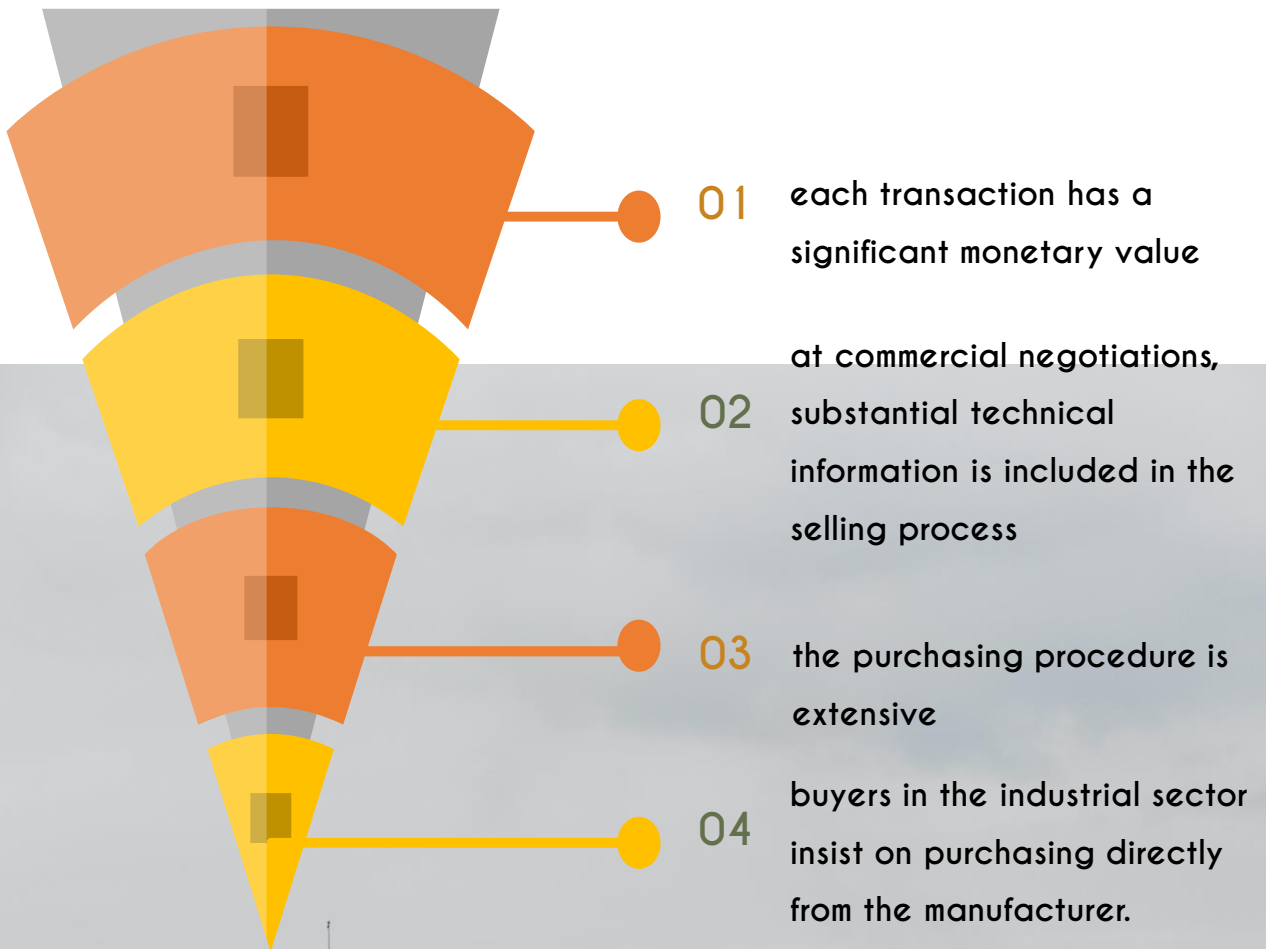 01
each transaction has a
significant monetary value
at commercial negotiations,
02
substantial technical
information is included in the
selling process
03
the purchasing procedure is
extensive
buyers in the industrial sector
04
insist on purchasing directly
from the manufacturer.